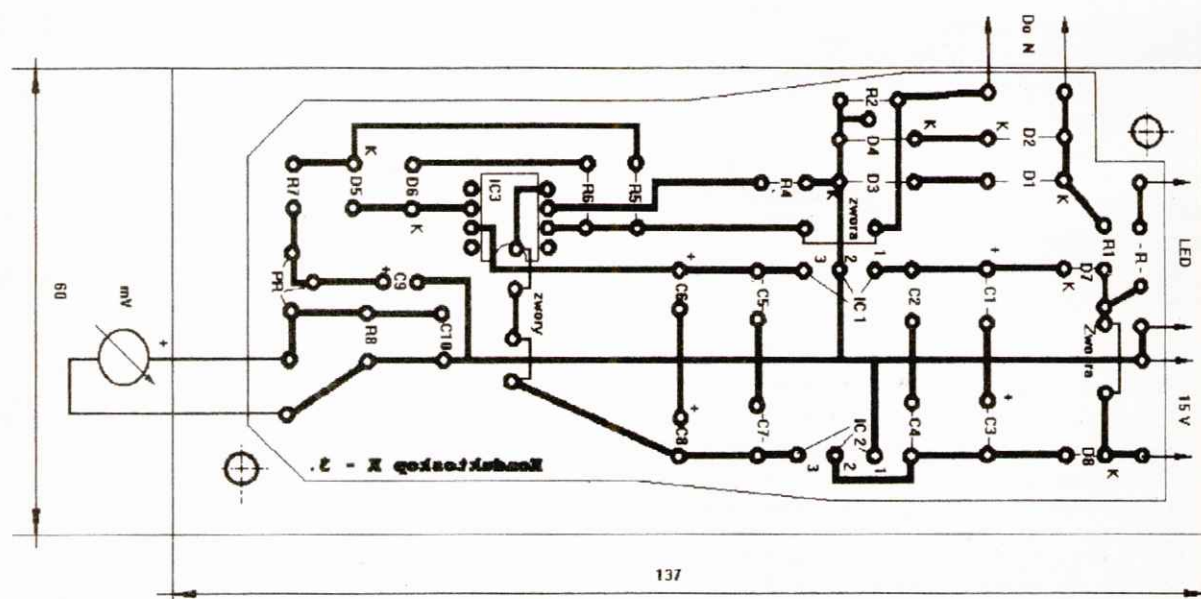 Do N
R2
K
K
D4
D2
K
D5
D6
IC3
R6
R5
R4
K
D3
D1
K
R7
K
zwora
R1
- R -
LED
3
2
1
+
D7
K
PR1
+
C9
+
C6
C5
IC 1
C2
C1
60
mV
+
R8
C10
zwory
Zwora
15 V
+
C8
C7
IC 2
C4
+
C3
3
2
1
D8
K
Konduktoskop K - 3.
137